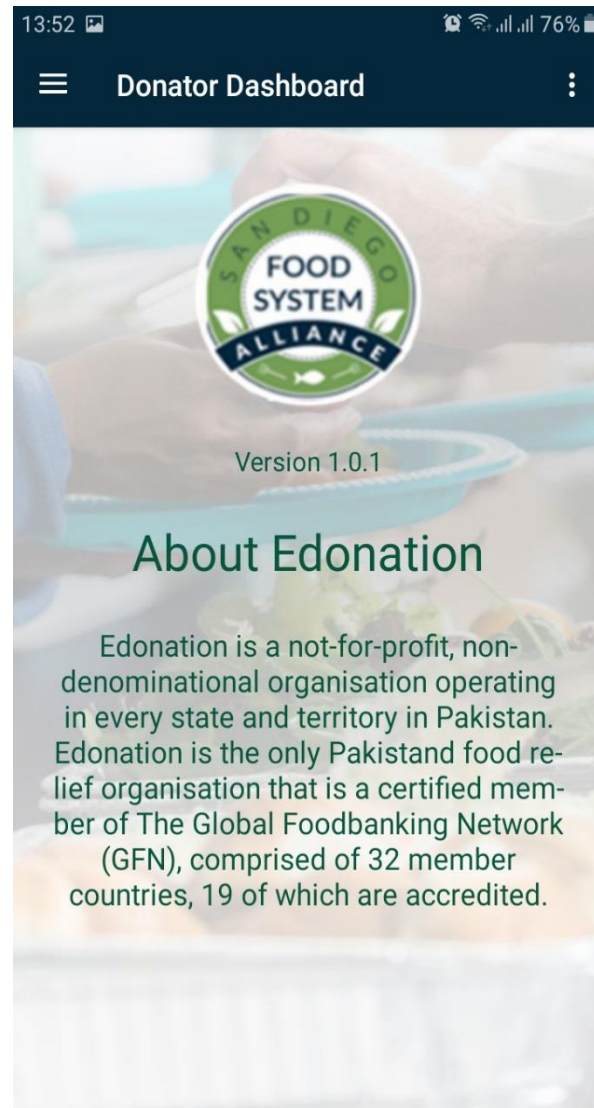 13:52 76%
Donator Dashboard
SAN DIEGO
FOOD
SYSTEM
ALLIANCE
Version 1.0.1
About Edonation
Edonation is a not-for-profit, non-
denominational organisation operating
in every state and territory in Pakistan.
Edonation is the only Pakistand food re-
lief organisation that is a certified mem-
ber of The Global Foodbanking Network
(GFN), comprised of 32 member
countries, 19 of which are accredited.